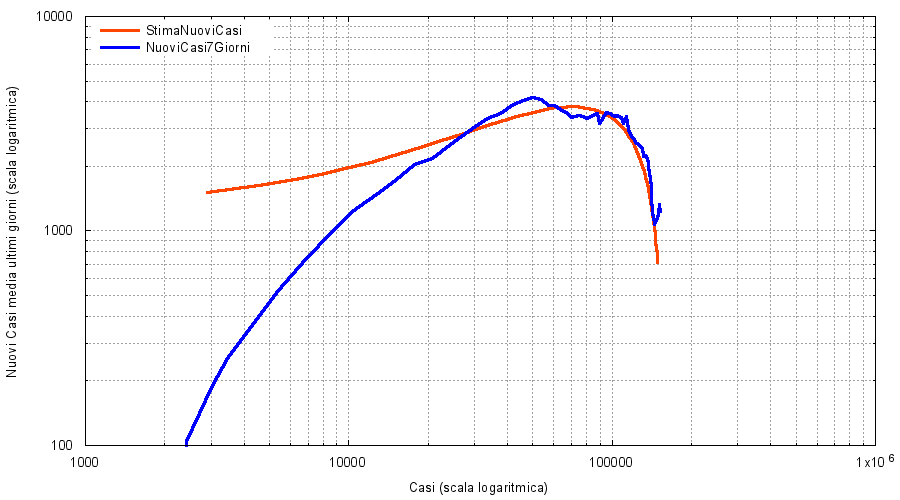 10000
StimaNuoviCasi
NuoviCasi7Giorni
Nuovi Casi media ultimi giorni (scala logaritmica)
1000
100
1000 10000 100000 1x10 6
Casi (scala logaritmica)